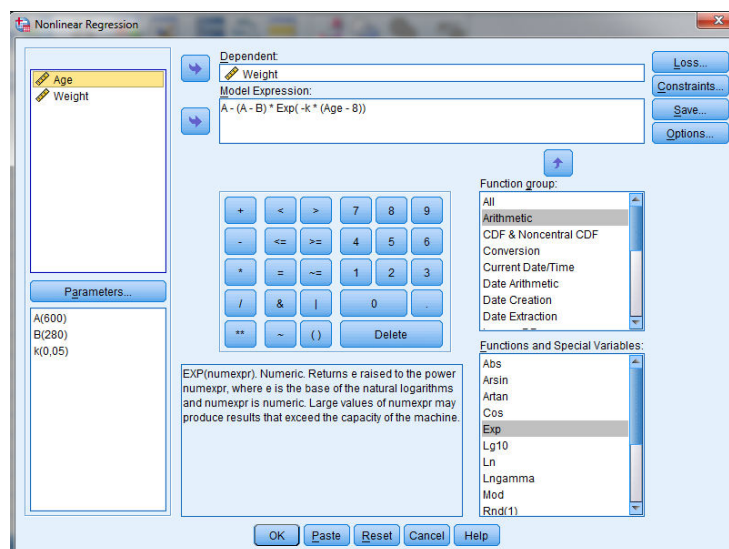 Nonlinear Regression
Age
Weight
Dependent:
Weight
Model Expression:
A - (A - B) * Exp( -k * (Age - 8))
Loss...
Constraints...
Save...
Options...
+ < > 7 8 9
- <= >= 4 5 6
* = ~= 1 2 3
/ & | 0 .
** ~ () Delete
Function group:
All
Arithmetic
CDF & Noncentral CDF
Conversion
Current Date/Time
Date Arithmetic
Date Creation
Date Extraction
Parameters...
A(600)
B(280)
k(0,05)
EXP(numexpr). Numeric. Returns e raised to the power
numexpr, where e is the base of the natural logarithms
and numexpr is numeric. Large values of numexpr may
produce results that exceed the capacity of the machine.
Functions and Special Variables:
Abs
Arsin
Artan
Cos
Exp
Lg10
Ln
Lngamma
Mod
Rnd(1)
OK Paste Reset Cancel Help